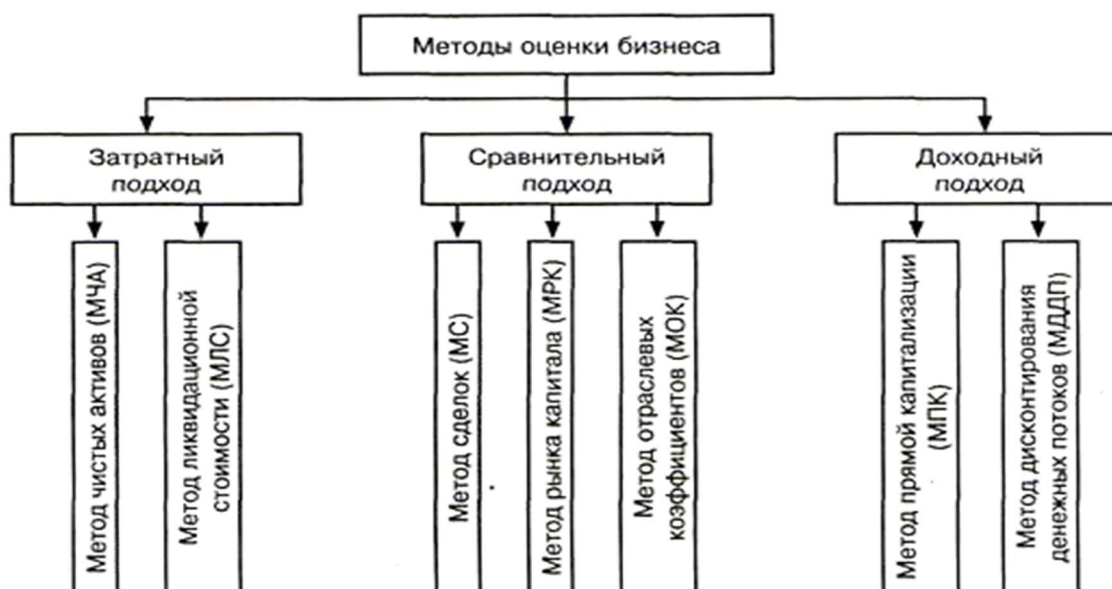 Методы оценки бизнеса
Затратный
подход
Сравнительный
подход
Доходный
подход
Метод чистых активов (МЧА)
Метод ликвидационной
стоимости (МЛС)
Метод сделок (МС)
Метод рынка капитала (МРК)
Метод отраслевых
коэффициентов (МОК)
Метод прямой капитализации
(МПК)
Метод дисконтирования
денежных потоков (МДДП)